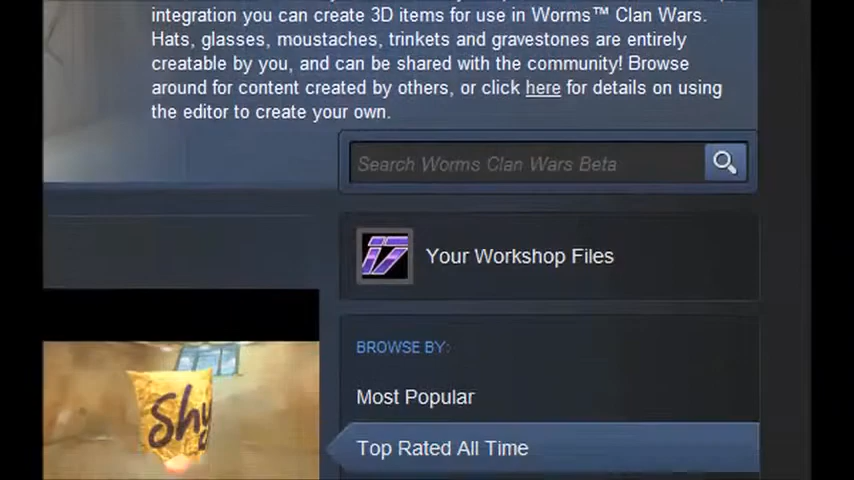 integration you can create 3D items for use in Worms™ Clan Wars.
Hats, glasses, moustaches, trinkets and gravestones are entirely
creatable by you, and can be shared with the community! Browse
around for content created by others, or click here for details on using
the editor to create your own.
Search Worms Clan Wars Beta
Your Workshop Files
BROWSE BY:
Most Popular
Shy
Top Rated All Time